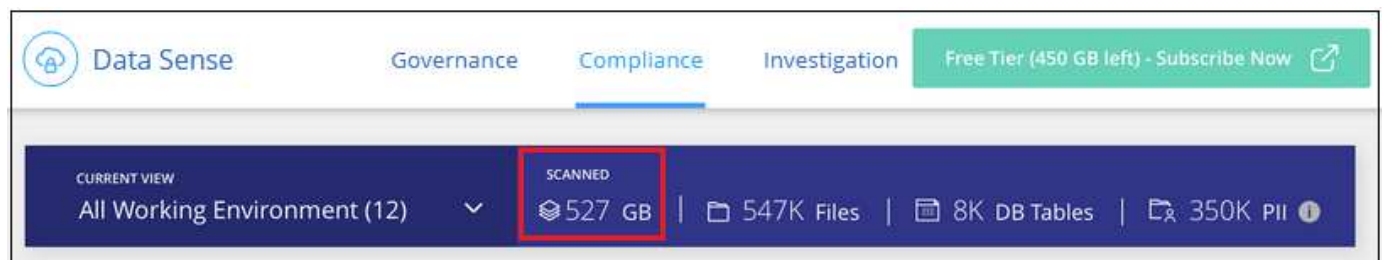 Data Sense Governance Compliance Investigation Free Tier (450 GB left) - Subscribe Now
CURRENT VIEW SCANNED
All Working Environment (12) 527 GB | 547K Files | 8K DB Tables | 350K PII